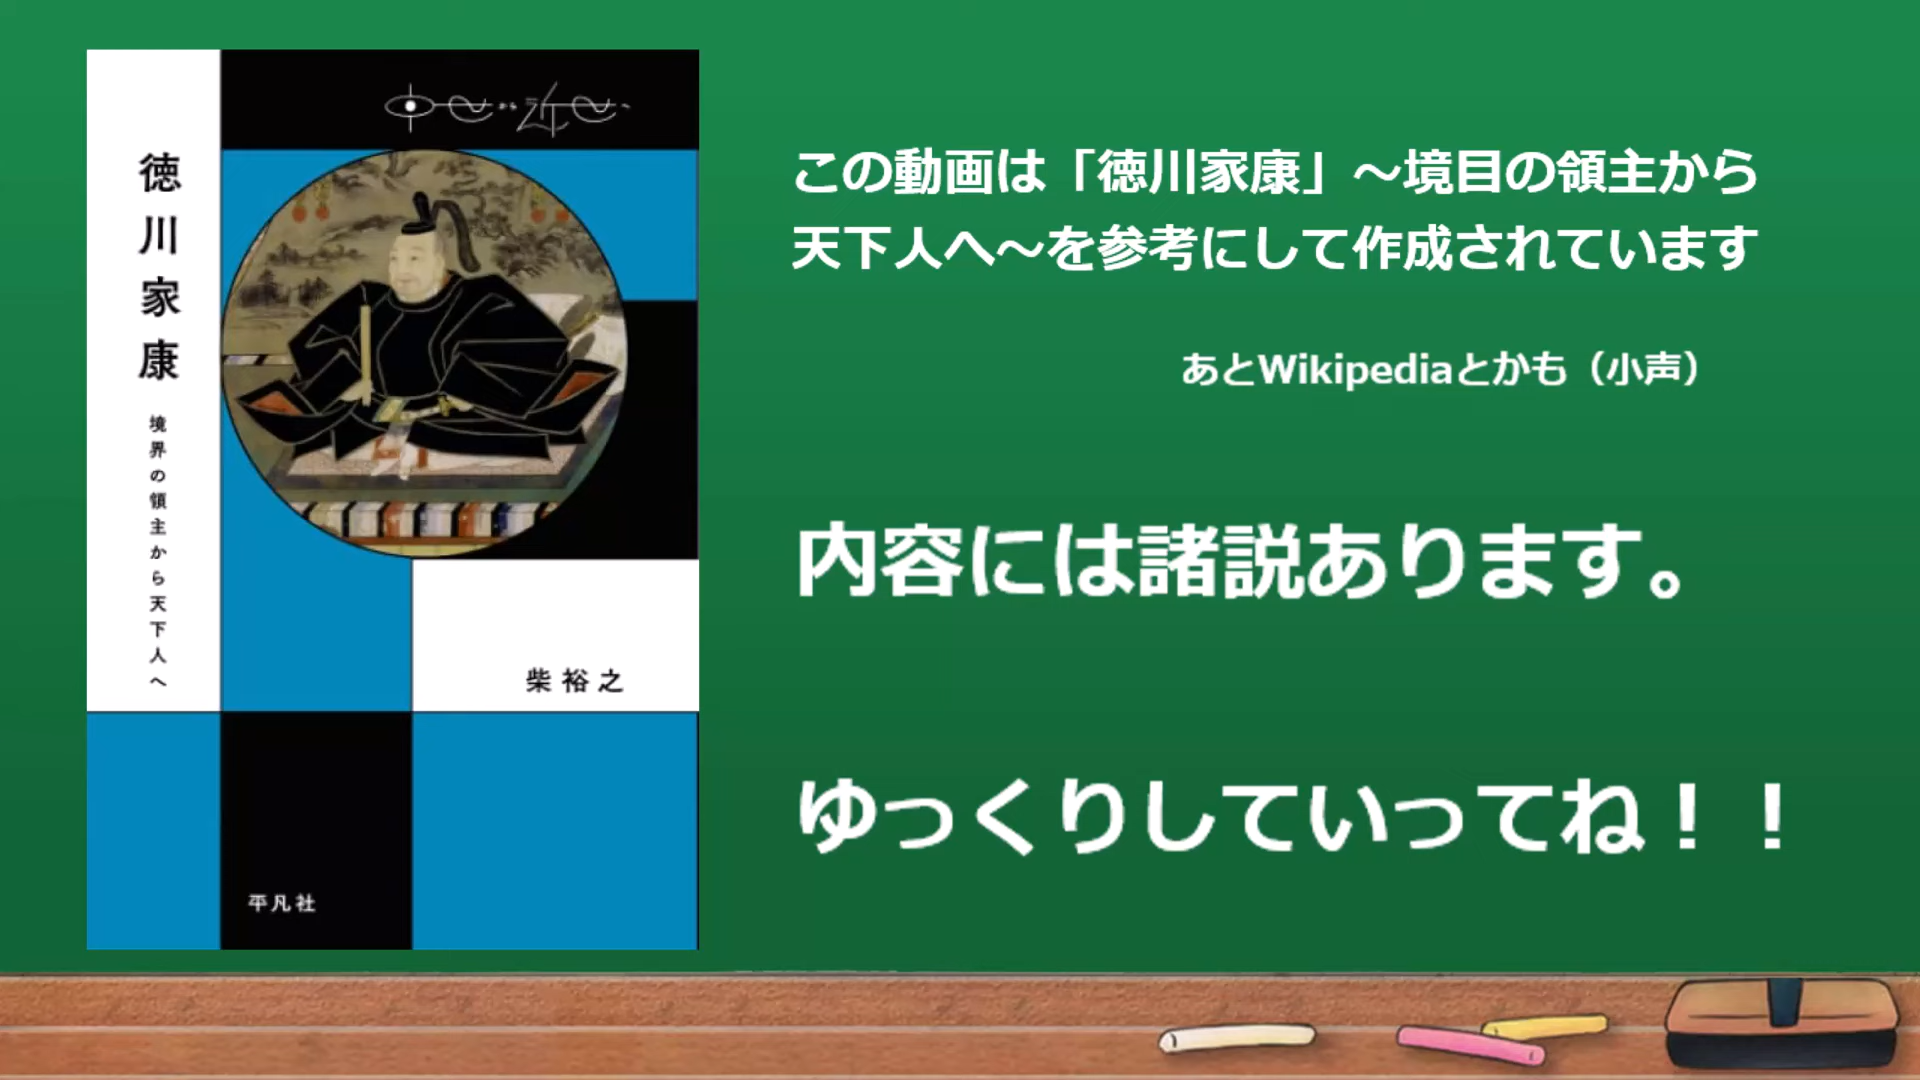 中世から近世へ
徳川家康
境界の領主から天下人へ
柴裕之
平凡社
この動画は「徳川家康」～境目の領主から
天下人へ～を参考にして作成されています
あとWikipediaとかも（小声）
内容には諸説あります。
ゆっくりしていってね！！